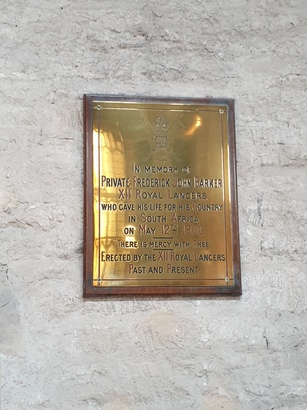 IN MEMORY OF
PRIVATE FREDERICK JOHN BARKER
XII ROYAL LANCERS,
WHO GAVE HIS LIFE FOR HIS COUNTRY
IN SOUTH AFRICA
ON MAY 12TH 1900.
"THERE IS MERCY WITH THEE"
ERECTED BY THE XII ROYAL LANCERS
PAST AND PRESENT.